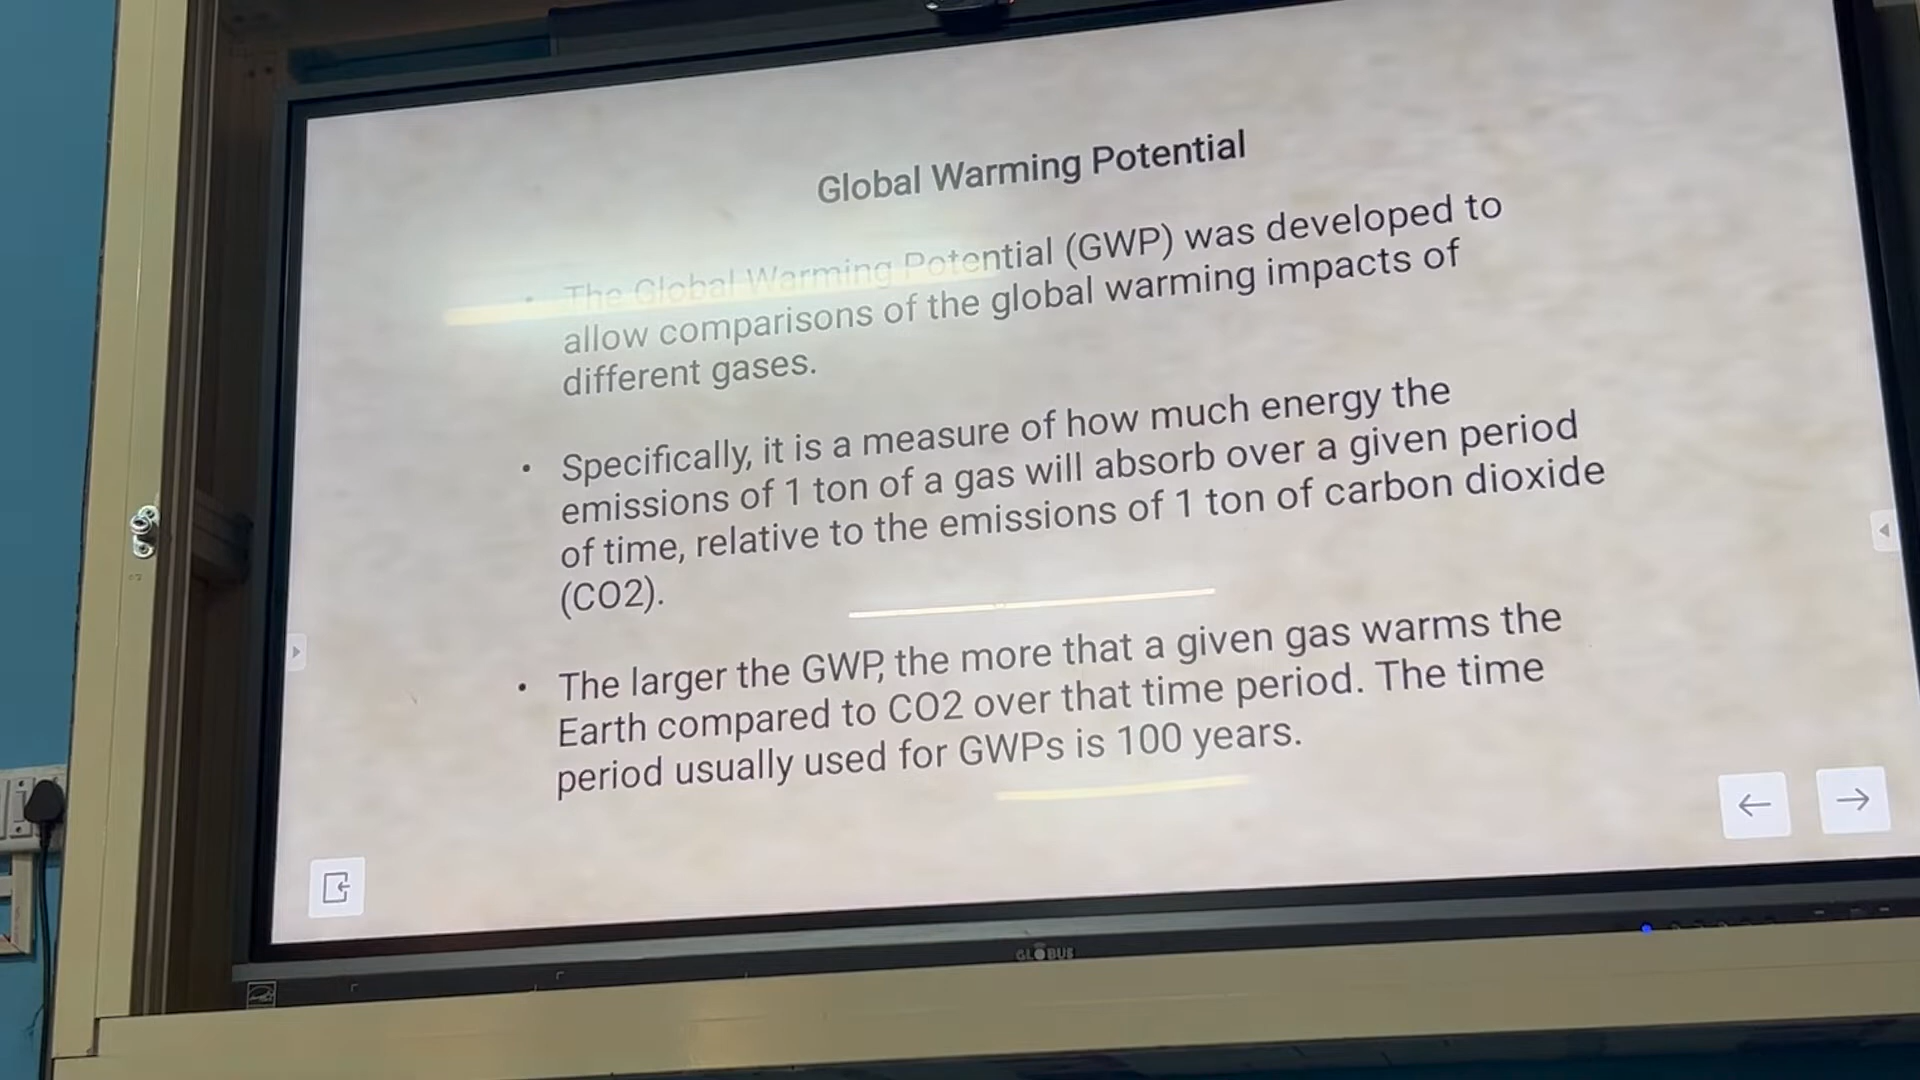 Global Warming Potential
• The Global Warming Potential (GWP) was developed to
allow comparisons of the global warming impacts of
different gases.
• Specifically, it is a measure of how much energy the
emissions of 1 ton of a gas will absorb over a given period
of time, relative to the emissions of 1 ton of carbon dioxide
(CO2).
• The larger the GWP, the more that a given gas warms the
Earth compared to CO2 over that time period. The time
period usually used for GWPs is 100 years.
GLOBUS